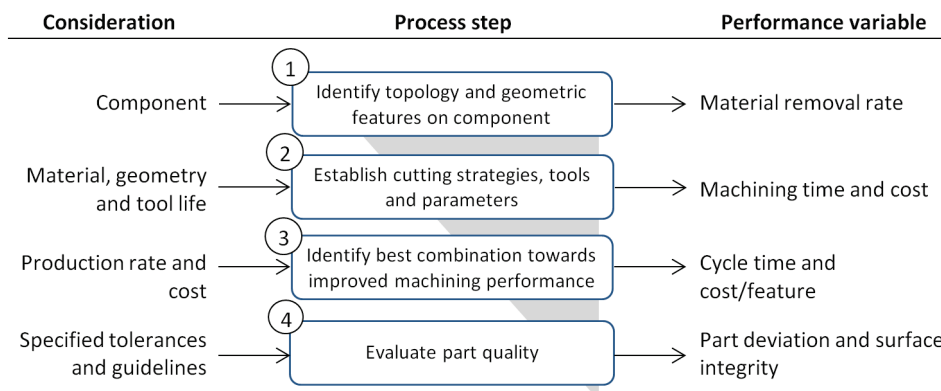 Consideration Process step Performance variable
1
Component Identify topology and geometric Material removal rate
features on component
2
Material, geometry Establish cutting strategies, tools Machining time and cost
and tool life and parameters
3
Production rate and Identify best combination towards Cycle time and
cost improved machining performance cost/feature
4
Specified tolerances Evaluate part quality Part deviation and surface
and guidelines integrity